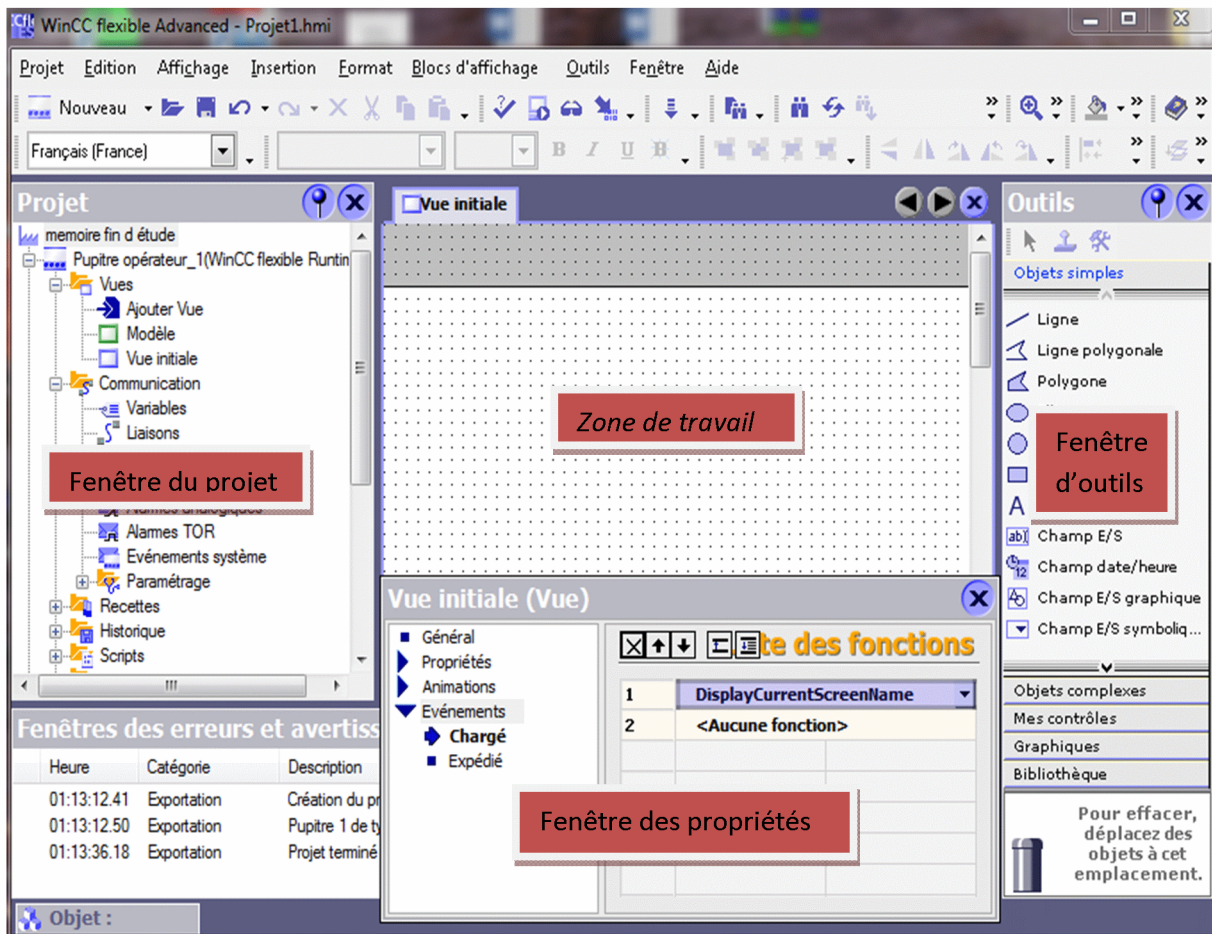 WinCC flexible Advanced - Projet1.hmi
Projet Edition Affichage Insertion Format Blocs d'affichage Outils Fenêtre Aide
Nouveau
Français (France)
B I U
Projet
memoire fin d étude
Pupitre opérateur_1(WinCC flexible Runtin
Vues
Ajouter Vue
Modèle
Vue initiale
Communication
Variables
Liaisons
Fenêtre du projet
Alarmes analogiques
Alarmes TOR
Evénements système
Paramétrage
Recettes
Historique
Scripts
Vue initiale
Zone de travail
Outils
Objets simples
Ligne
Ligne polygonale
Polygone
Fenêtre
d’outils
A
Champ E/S
Champ date/heure
Champ E/S graphique
Champ E/S symboliq...
Objets complexes
Mes contrôles
Graphiques
Bibliothèque
Pour effacer,
déplacez des
objets à cet
emplacement.
Vue initiale (Vue)
Général
Propriétés
Animations
Evénements
Chargé
Expédié
te des fonctions
1 DisplayCurrentScreenName
2 <Aucune fonction>
Fenêtre des propriétés
Fenêtres des erreurs et avertiss
Heure Catégorie Description
01:13:12.41 Exportation Création du pr
01:13:12.50 Exportation Pupitre 1 de ty
01:13:36.18 Exportation Projet terminé
Objet :